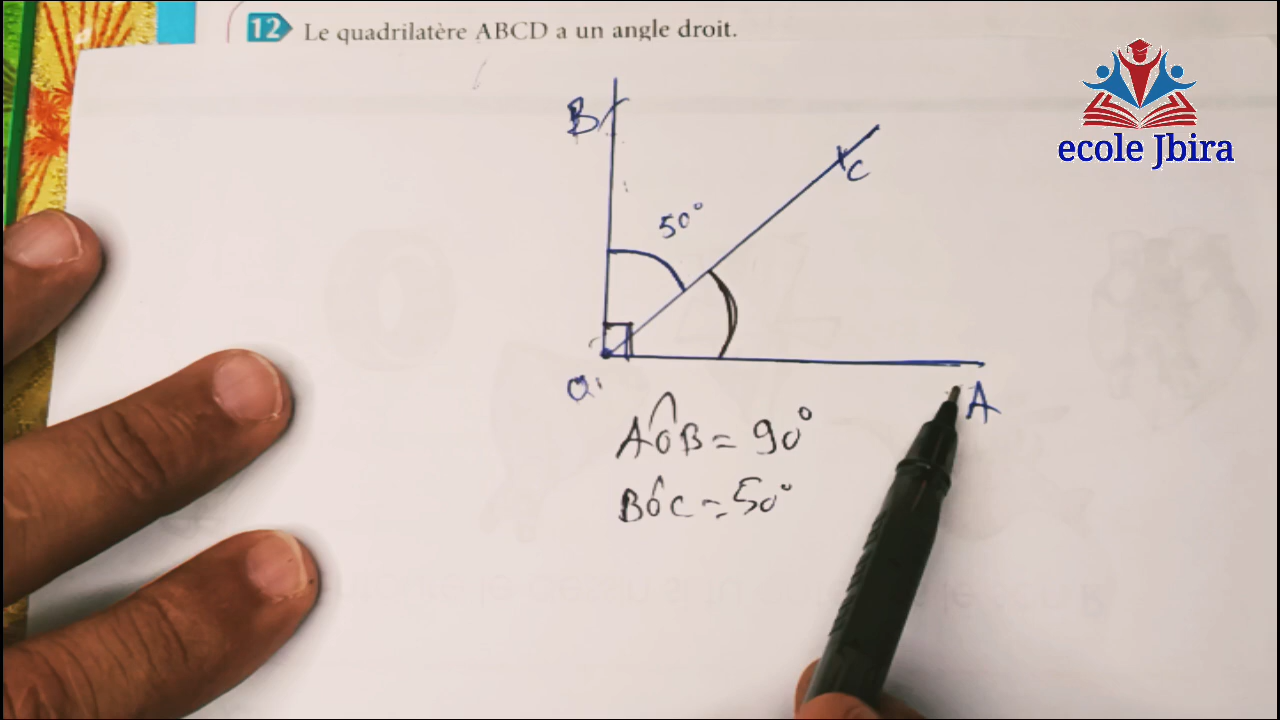 12 Le quadrilatère ABCD a un angle droit.
ecole Jbira
B
C
50°
O
A
AÔB = 90°
BÔC = 50°